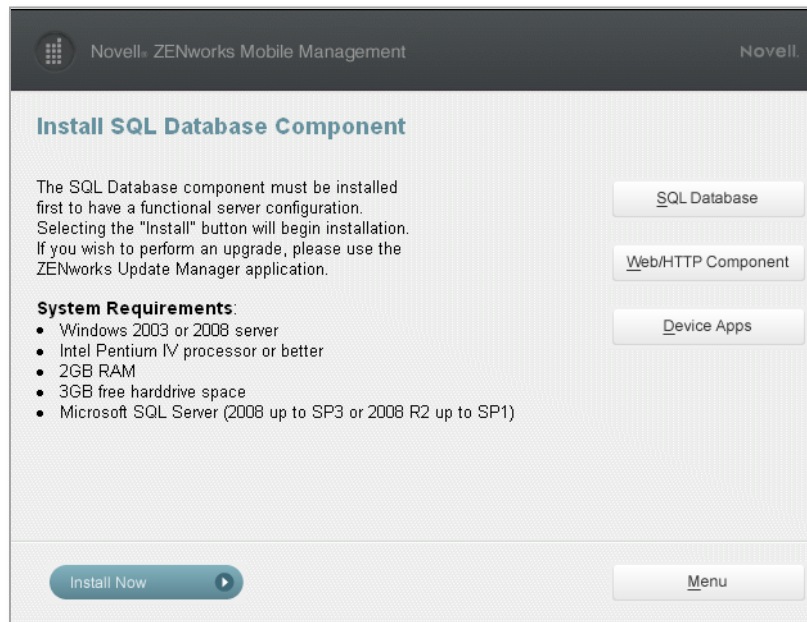 Novell® ZENworks Mobile Management
Novell.
Install SQL Database Component
The SQL Database component must be installed
first to have a functional server configuration.
Selecting the "Install" button will begin installation.
If you wish to perform an upgrade, please use the
ZENworks Update Manager application.
System Requirements:
• Windows 2003 or 2008 server
• Intel Pentium IV processor or better
• 2GB RAM
• 3GB free harddrive space
• Microsoft SQL Server (2008 up to SP3 or 2008 R2 up to SP1)
SQL Database
Web/HTTP Component
Device Apps
Install Now
Menu